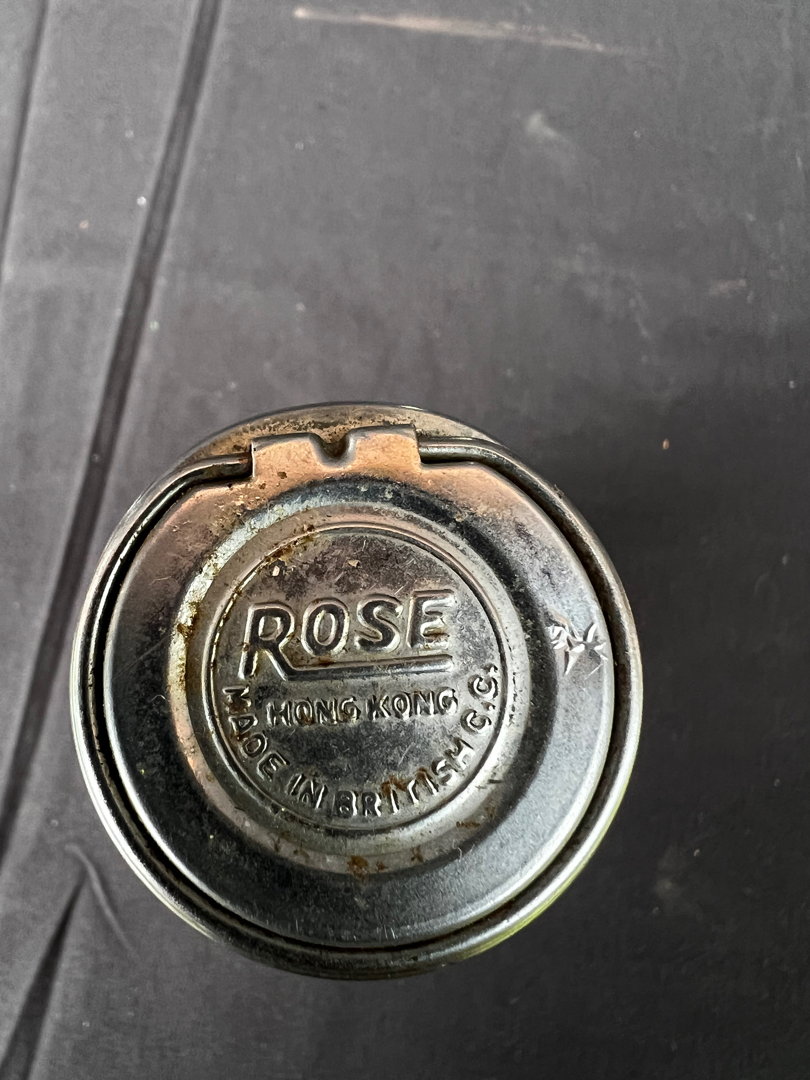 ROSE
HONG KONG
MADE IN BRITISH C.C.